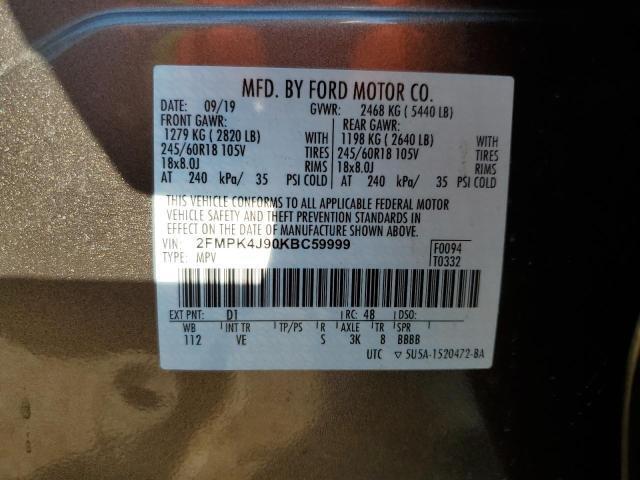 MFD. BY FORD MOTOR CO.
DATE: 09/19 GVWR: 2468 KG ( 5440 LB)
FRONT GAWR: REAR GAWR:
1279 KG ( 2820 LB) WITH 1198 KG ( 2640 LB) WITH
245/60R18 105V TIRES 245/60R18 105V TIRES
18x8.0J RIMS 18x8.0J RIMS
AT 240 kPa/ 35 PSI COLD AT 240 kPa/ 35 PSI COLD
THIS VEHICLE CONFORMS TO ALL APPLICABLE FEDERAL MOTOR
VEHICLE SAFETY AND THEFT PREVENTION STANDARDS IN
EFFECT ON THE DATE OF MANUFACTURE SHOWN ABOVE.
VIN: 2FMPK4J90KBC59999 F0094
TYPE: MPV T0332
EXT PNT: D1 RC: 48 DSO:
WB INT TR TP/PS R AXLE TR SPR
112 VE S 3K 8 BBBB
UTC ▽ 5U5A-1520472-BA